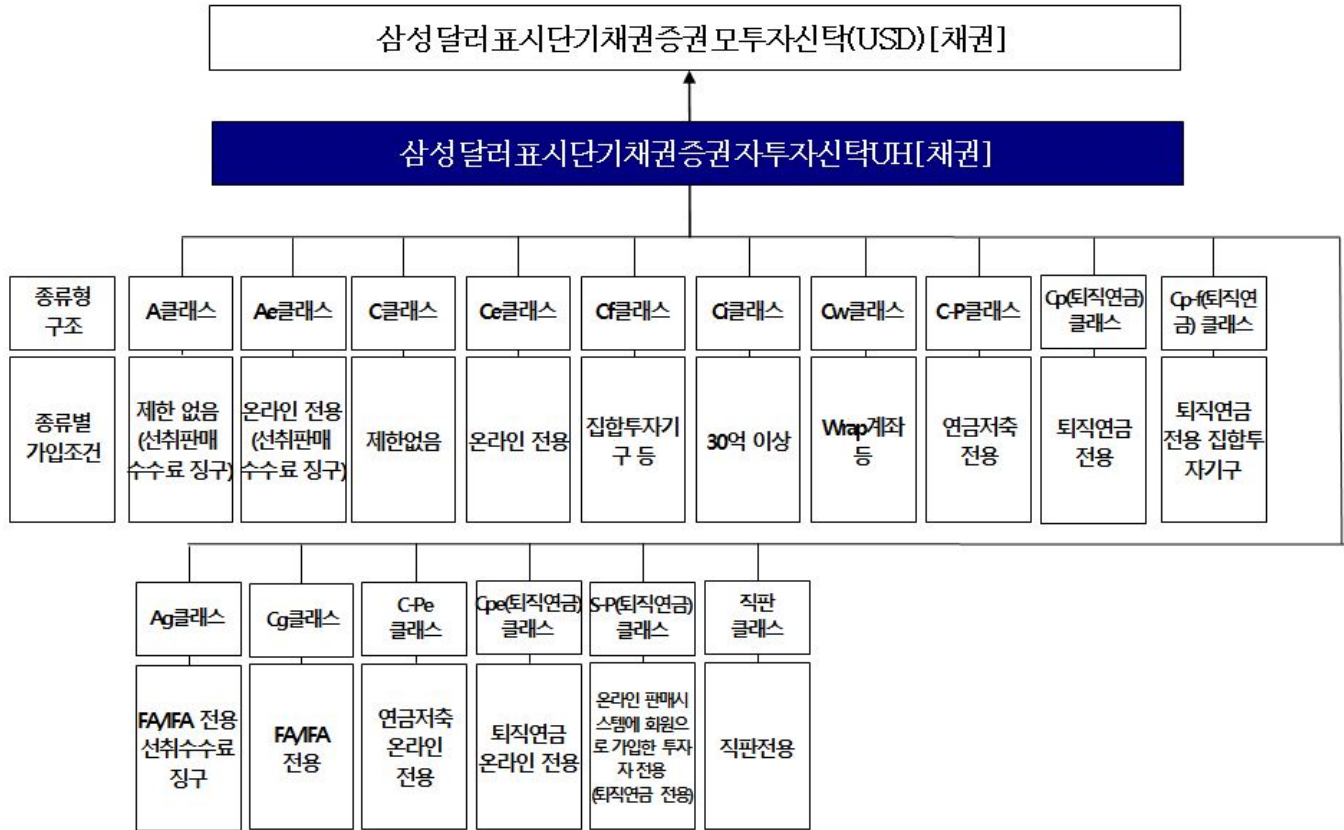 삼성달러표시단기채권증권모투자신탁(USD)[채권]
삼성달러표시단기채권증권자투자신탁UH[채권]
종류형
구조
A클래스
Ae클래스
C클래스
Ce클래스
Cf클래스
Ci클래스
Cw클래스
C-P클래스
Cp(퇴직연금)
클래스
Cp-f(퇴직연
금) 클래스
종류별
가입조건
제한 없음
(선취판매
수수료 징구)
온라인 전용
(선취판매
수수료 징구)
제한없음
온라인 전용
집합투자기
구 등
30억 이상
Wrap계좌
등
연금저축
전용
퇴직연금
전용
퇴직연금
전용 집합투
자기구
Ag클래스
Cg클래스
C-Pe
클래스
Cpe(퇴직연금)
클래스
S-P(퇴직연금)
클래스
직판
클래스
FA/IFA 전용
선취수수료
징구
FA/IFA
전용
연금저축
온라인
전용
퇴직연금
온라인 전용
온라인 판매시
스템에 회원으
로 가입한 투자
자 전용
(퇴직연금 전용)
직판전용